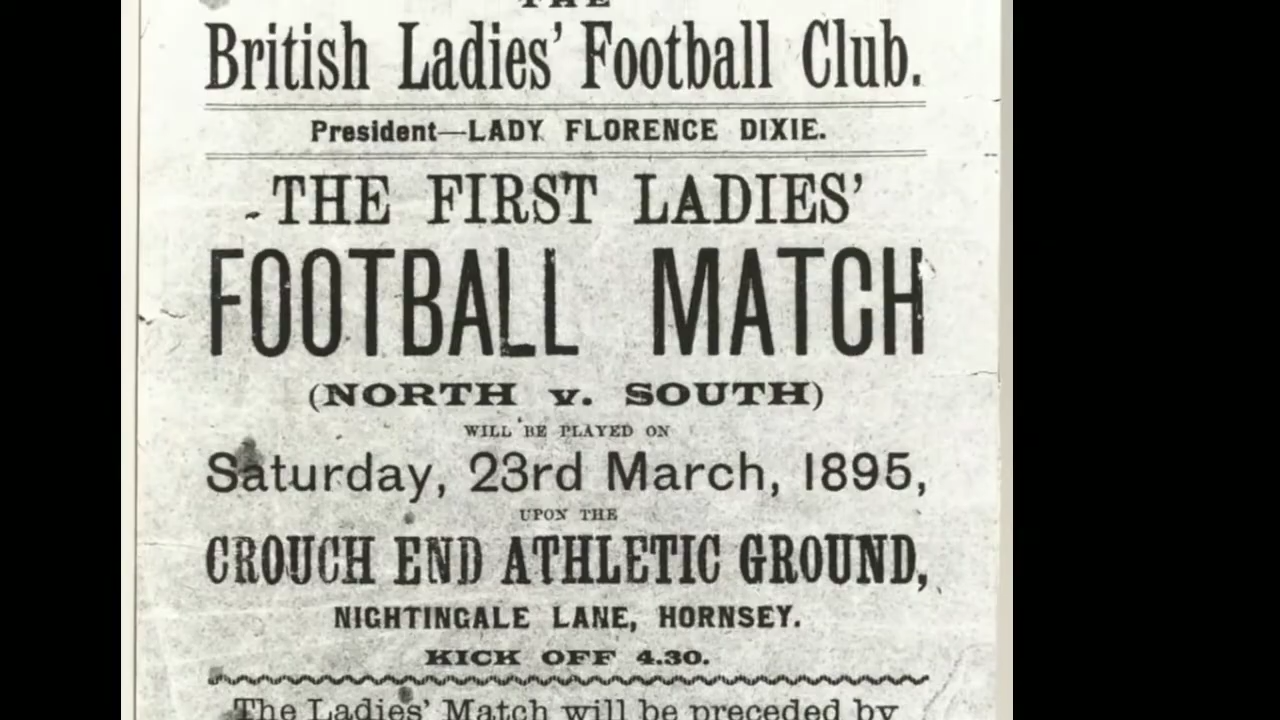 THE
British Ladies' Football Club.
President—LADY FLORENCE DIXIE.
THE FIRST LADIES'
FOOTBALL MATCH
(NORTH v. SOUTH)
WILL BE PLAYED ON
Saturday, 23rd March, 1895,
UPON THE
CROUCH END ATHLETIC GROUND,
NIGHTINGALE LANE, HORNSEY.
KICK OFF 4.30.
The Ladies' Match will be preceded by